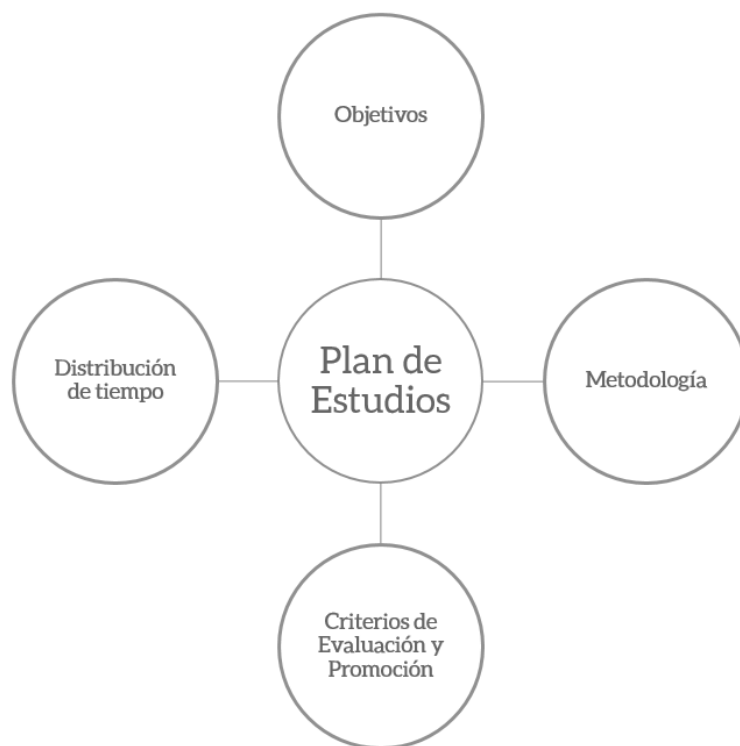 Objetivos
Distribución
de tiempo
Plan de
Estudios
Metodología
Criterios de
Evaluación y
Promoción